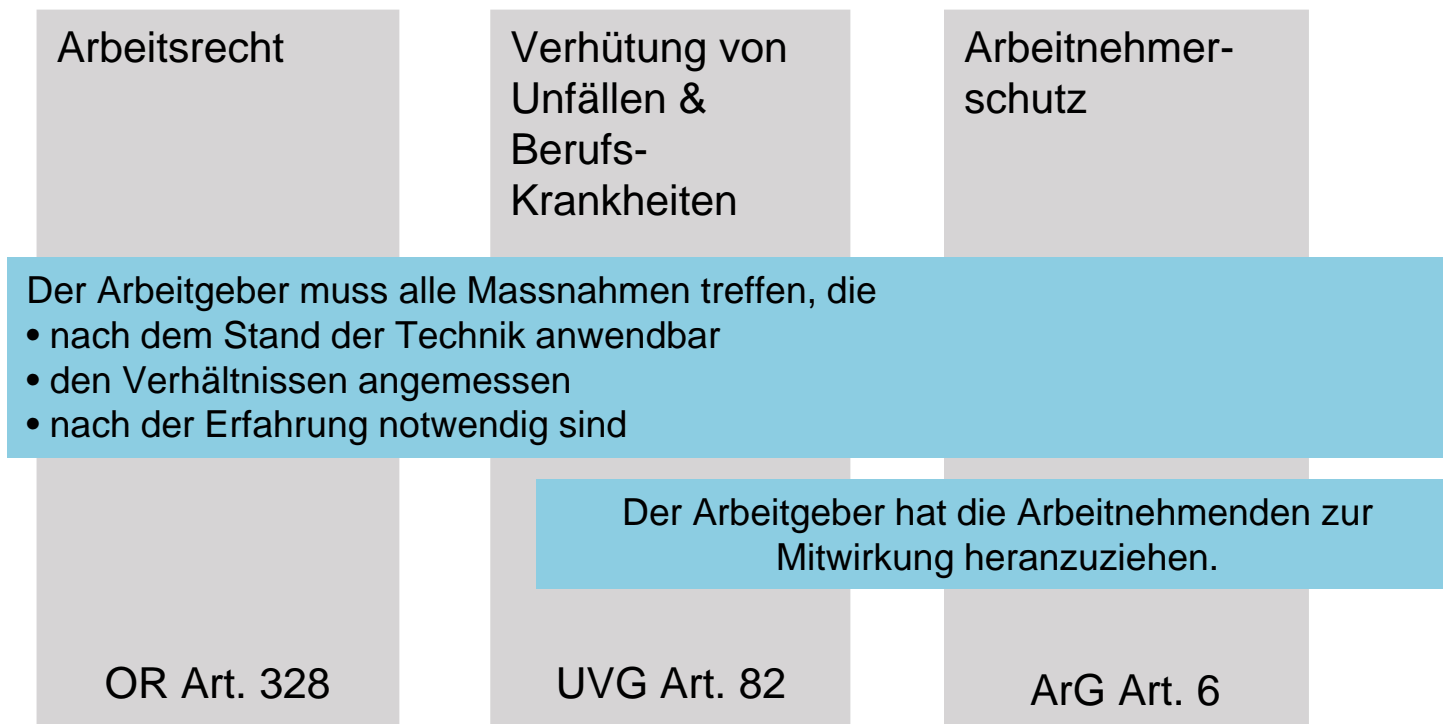 Arbeitsrecht
Verhütung von
Unfällen &
Berufs-
Krankheiten
Arbeitnehmer-
schutz
Der Arbeitgeber muss alle Massnahmen treffen, die
• nach dem Stand der Technik anwendbar
• den Verhältnissen angemessen
• nach der Erfahrung notwendig sind
Der Arbeitgeber hat die Arbeitnehmenden zur
Mitwirkung heranzuziehen.
OR Art. 328
UVG Art. 82
ArG Art. 6